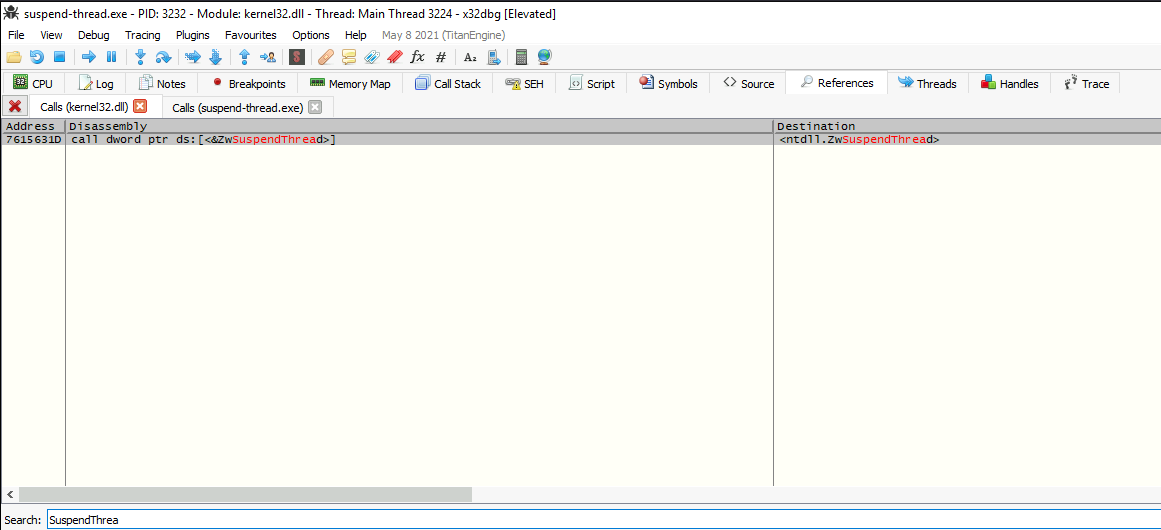 suspend-thread.exe - PID: 3232 - Module: kernel32.dll - Thread: Main Thread 3224 - x32dbg [Elevated]
File View Debug Tracing Plugins Favourites Options Help May 8 2021 (TitanEngine)
CPU Log Notes Breakpoints Memory Map Call Stack SEH Script Symbols Source References Threads Handles Trace
Calls (kernel32.dll) Calls (suspend-thread.exe)
Address Disassembly Destination
7615631D call dword ptr ds:[<&ZwSuspendThread>] <ntdll.ZwSuspendThread>
Search: SuspendThrea